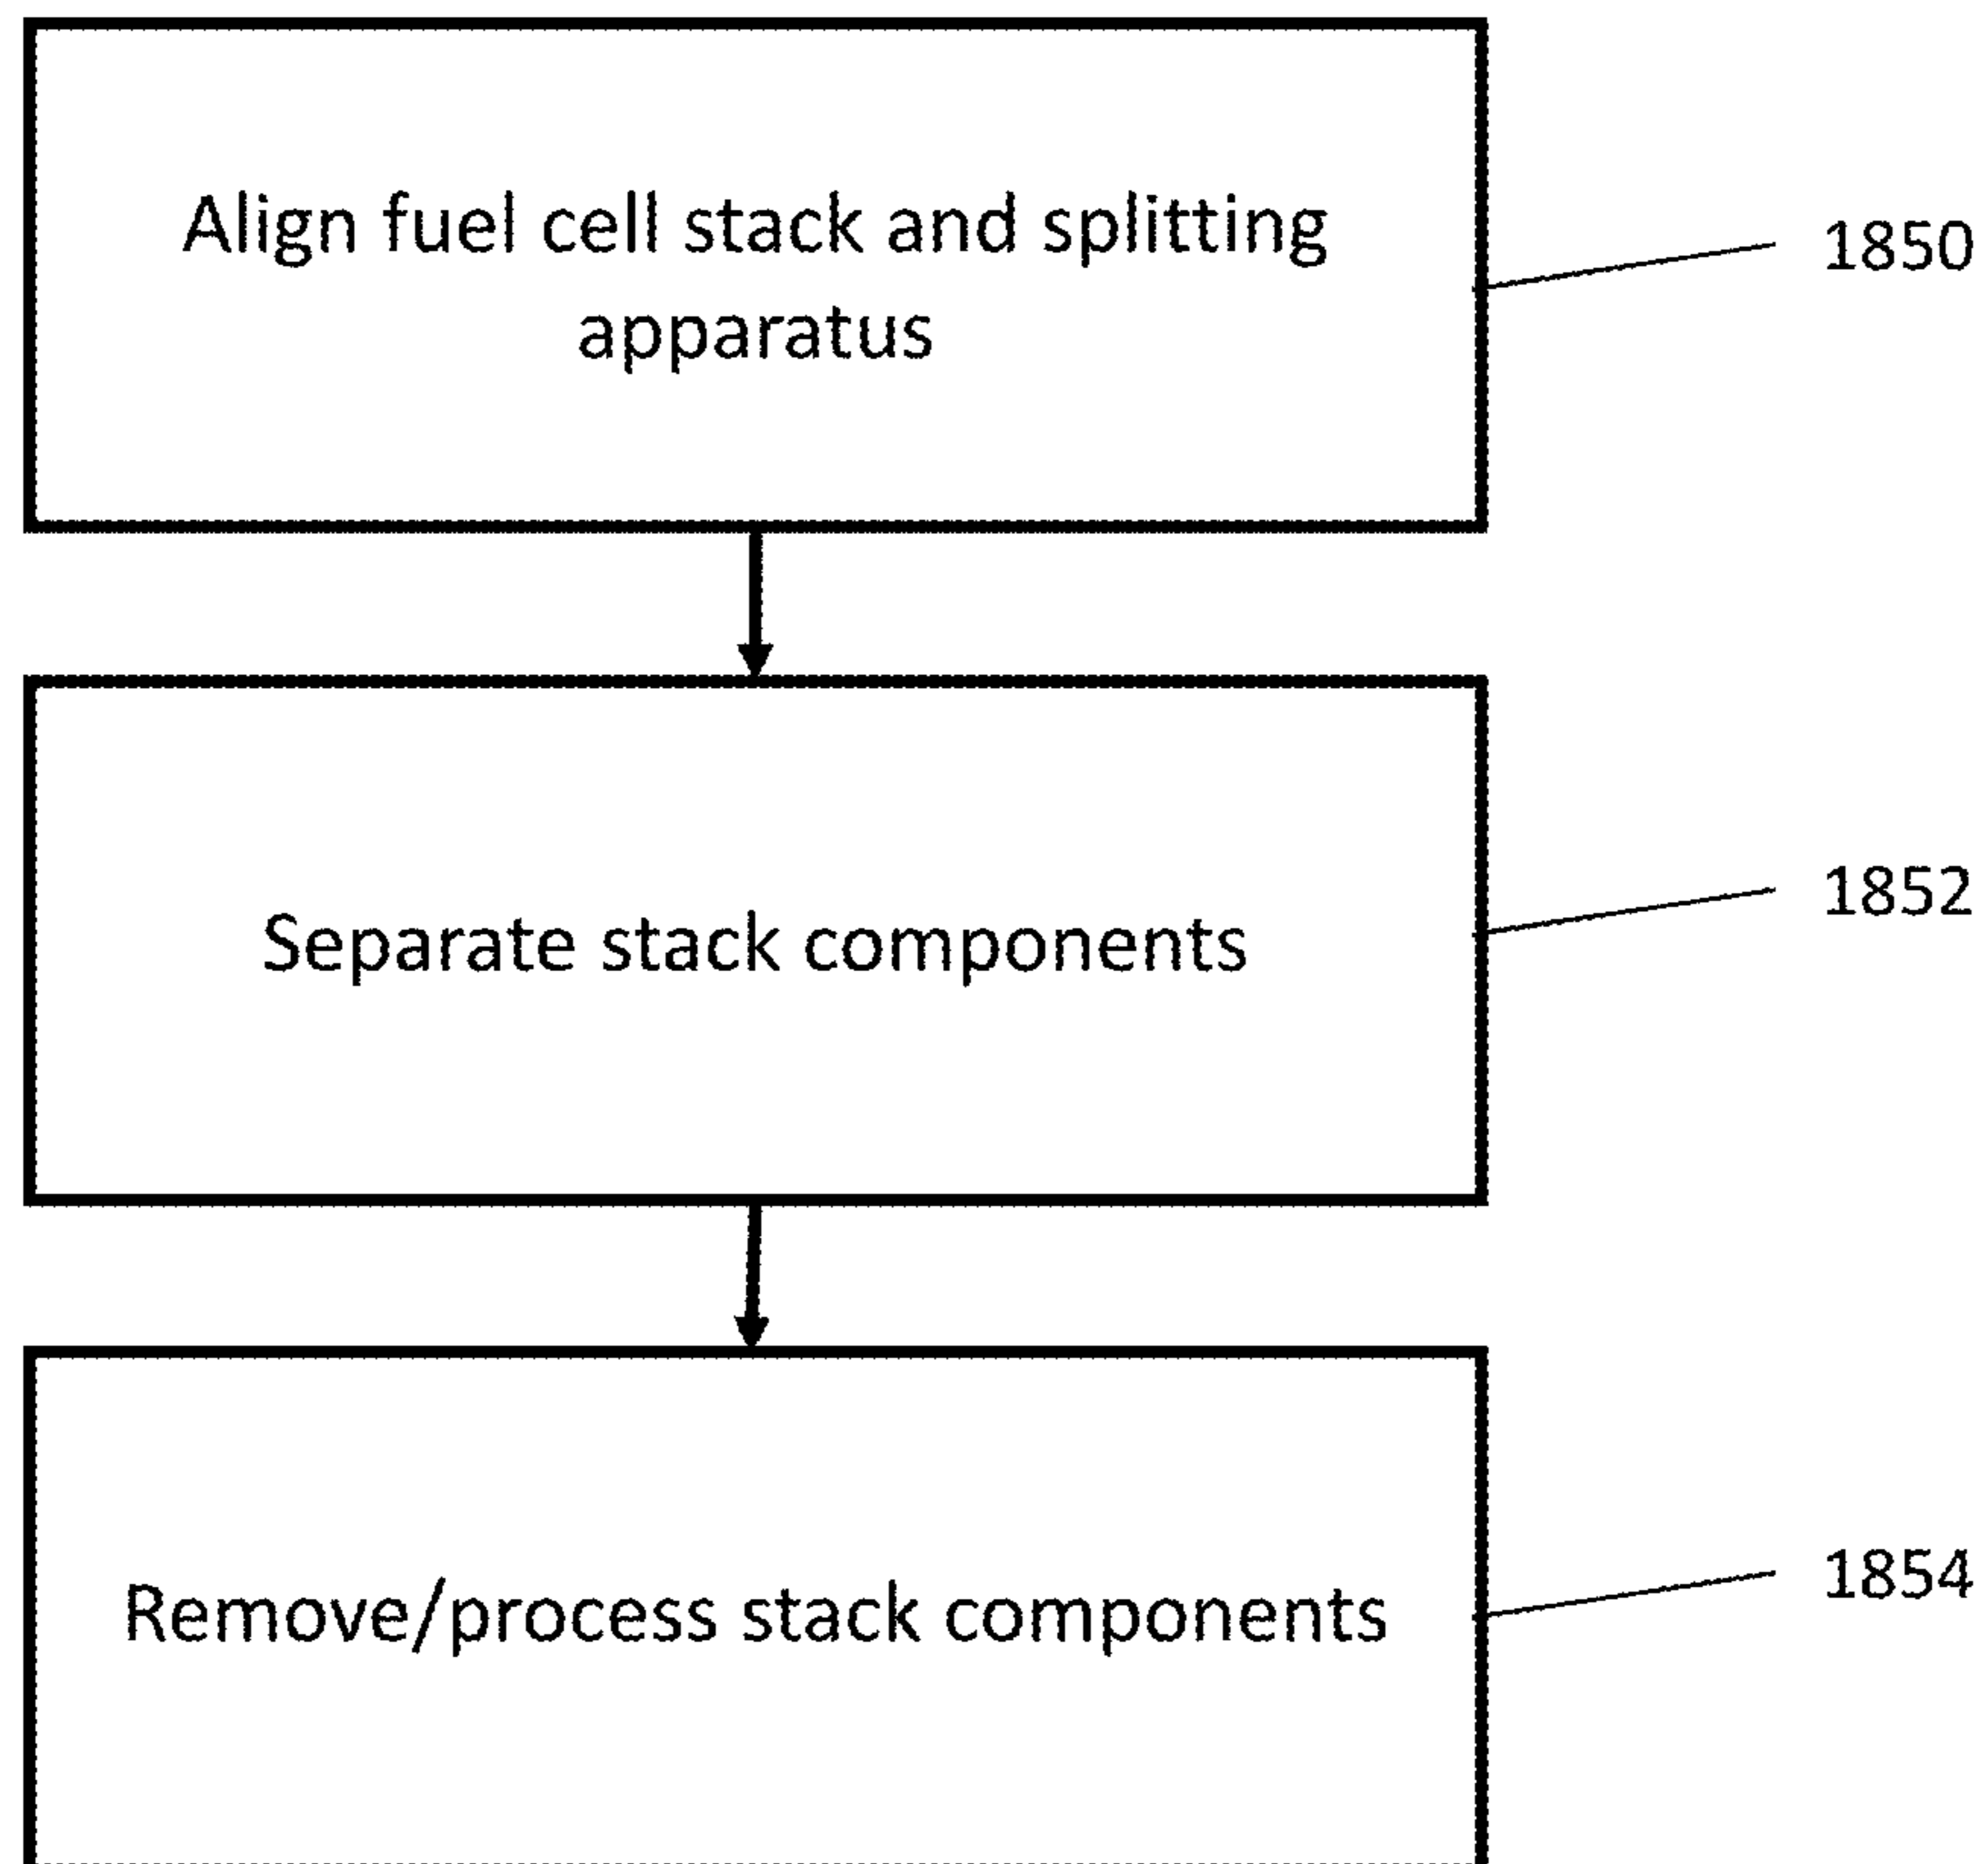 Align fuel cell stack and splitting
apparatus
1850
Separate stack components
1852
Remove/process stack components
1854